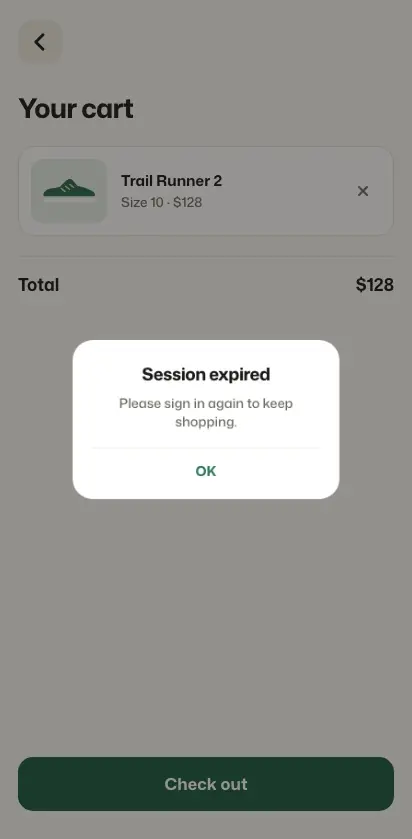 Your cart
Trail Runner 2
Size 10 · $128
Total $128
Session expired
Please sign in again to keep
shopping.
OK
Check out